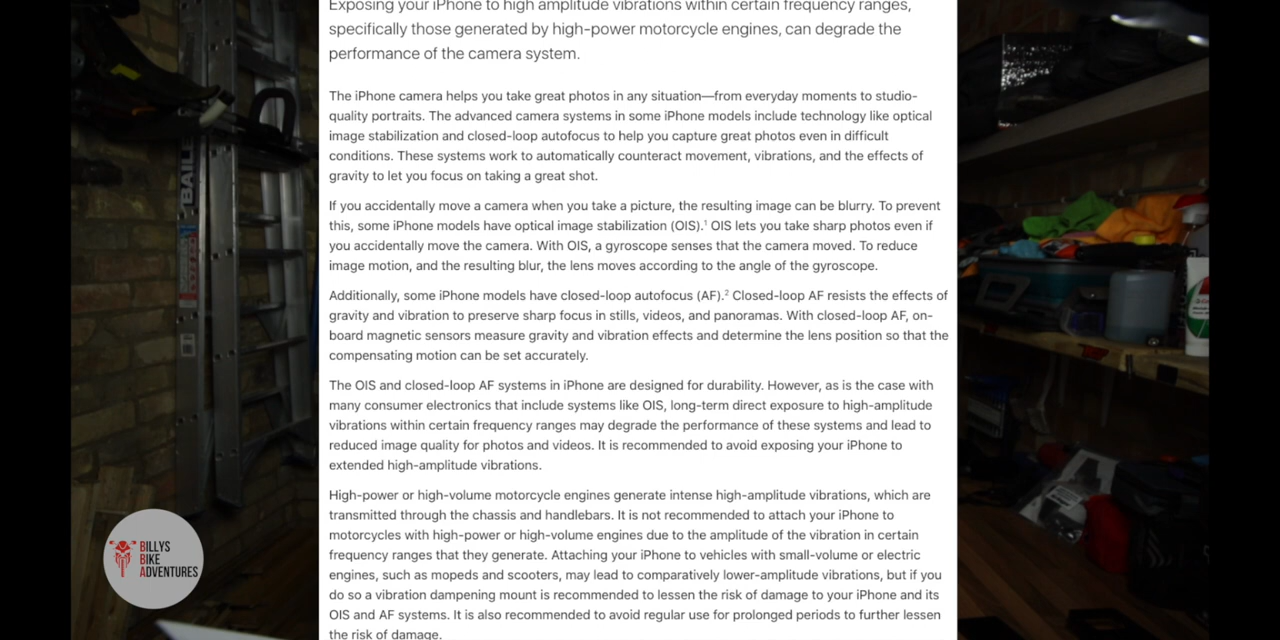 Exposing your iPhone to high amplitude vibrations within certain frequency ranges,
specifically those generated by high-power motorcycle engines, can degrade the
performance of the camera system.
The iPhone camera helps you take great photos in any situation—from everyday moments to studio-
quality portraits. The advanced camera systems in some iPhone models include technology like optical
image stabilization and closed-loop autofocus to help you capture great photos even in difficult
conditions. These systems work to automatically counteract movement, vibrations, and the effects of
gravity to let you focus on taking a great shot.
If you accidentally move a camera when you take a picture, the resulting image can be blurry. To prevent
this, some iPhone models have optical image stabilization (OIS).¹ OIS lets you take sharp photos even if
you accidentally move the camera. With OIS, a gyroscope senses that the camera moved. To reduce
image motion, and the resulting blur, the lens moves according to the angle of the gyroscope.
Additionally, some iPhone models have closed-loop autofocus (AF).² Closed-loop AF resists the effects of
gravity and vibration to preserve sharp focus in stills, videos, and panoramas. With closed-loop AF, on-
board magnetic sensors measure gravity and vibration effects and determine the lens position so that the
compensating motion can be set accurately.
The OIS and closed-loop AF systems in iPhone are designed for durability. However, as is the case with
many consumer electronics that include systems like OIS, long-term direct exposure to high-amplitude
vibrations within certain frequency ranges may degrade the performance of these systems and lead to
reduced image quality for photos and videos. It is recommended to avoid exposing your iPhone to
extended high-amplitude vibrations.
High-power or high-volume motorcycle engines generate intense high-amplitude vibrations, which are
transmitted through the chassis and handlebars. It is not recommended to attach your iPhone to
motorcycles with high-power or high-volume engines due to the amplitude of the vibration in certain
frequency ranges that they generate. Attaching your iPhone to vehicles with small-volume or electric
engines, such as mopeds and scooters, may lead to comparatively lower-amplitude vibrations, but if you
do so a vibration dampening mount is recommended to lessen the risk of damage to your iPhone and its
OIS and AF systems. It is also recommended to avoid regular use for prolonged periods to further lessen
the risk of damage.
BILLYS
BIKE
ADVENTURES